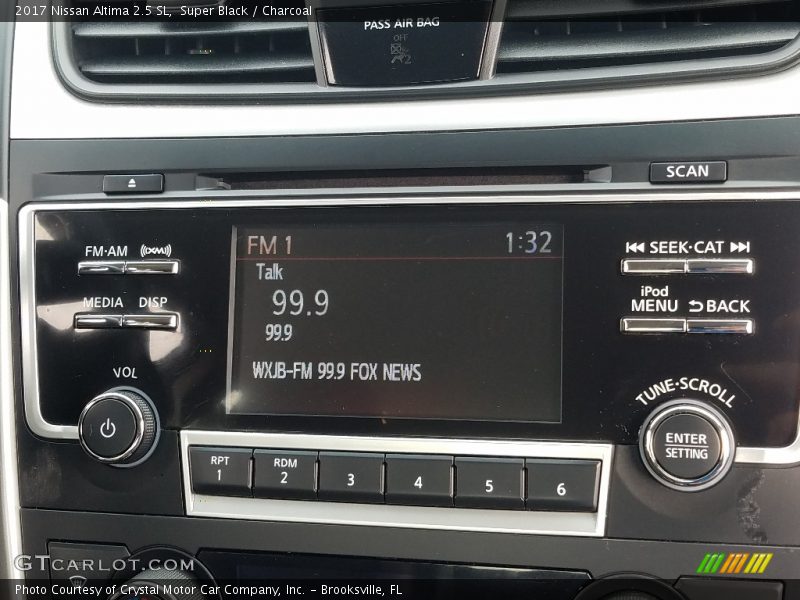 2017 Nissan Altima 2.5 SL, Super Black / Charcoal
PASS AIR BAG
OFF
2
SCAN
FM·AM ((XM))
FM 1 1:32
SEEK·CAT
Talk
MEDIA DISP
99.9
iPod
MENU BACK
99.9
VOL
WXJB-FM 99.9 FOX NEWS
TUNE·SCROLL
ENTER
SETTING
RPT RDM
1 2 3 4 5 6
GTCARLOT.COM
Photo Courtesy of Crystal Motor Car Company, Inc. – Brooksville, FL